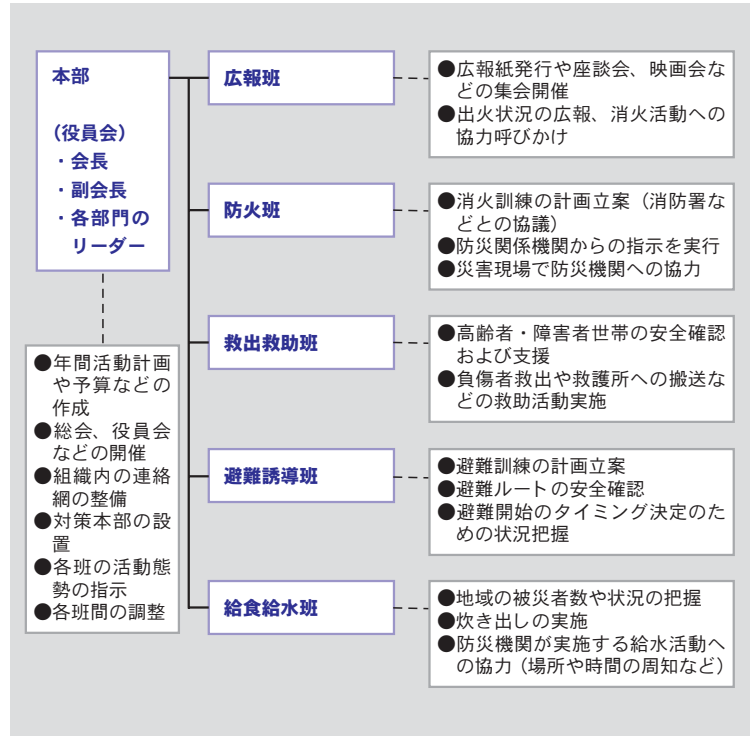 本部
(役員会)
・会長
・副会長
・各部門の
リーダー
●年間活動計画
や予算などの
作成
●総会、役員会
などの開催
●組織内の連絡
網の整備
●対策本部の設
置
●各班の活動態
勢の指示
●各班間の調整
広報班
●広報紙発行や座談会、映画会な
どの集会開催
●出火状況の広報、消火活動への
協力呼びかけ
防火班
●消火訓練の計画立案（消防署な
どとの協議）
●防災関係機関からの指示を実行
●災害現場で防災機関への協力
救出救助班
●高齢者・障害者世帯の安全確認
および支援
●負傷者救出や救護所への搬送な
どの救助活動実施
避難誘導班
●避難訓練の計画立案
●避難ルートの安全確認
●避難開始のタイミング決定のた
めの状況把握
給食給水班
●地域の被災者数や状況の把握
●炊き出しの実施
●防災機関が実施する給水活動へ
の協力（場所や時間の周知など）